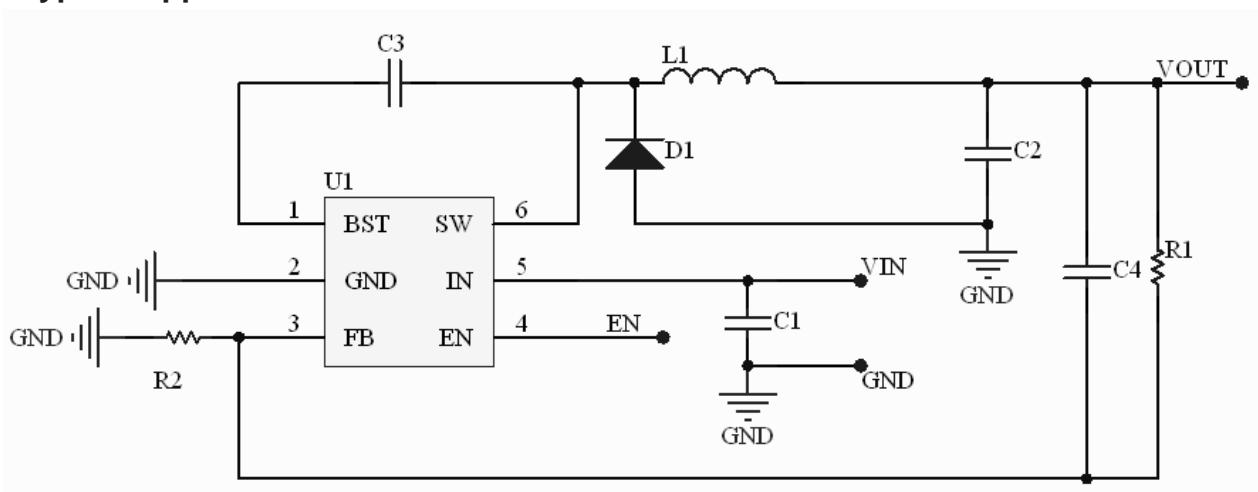 C3
L1
VOUT
D1
C2
U1
1
BST
SW
6
GND
2
GND
IN
5
VIN
C4
R1
GND
GND
3
FB
EN
4
EN
C1
R2
GND
GND